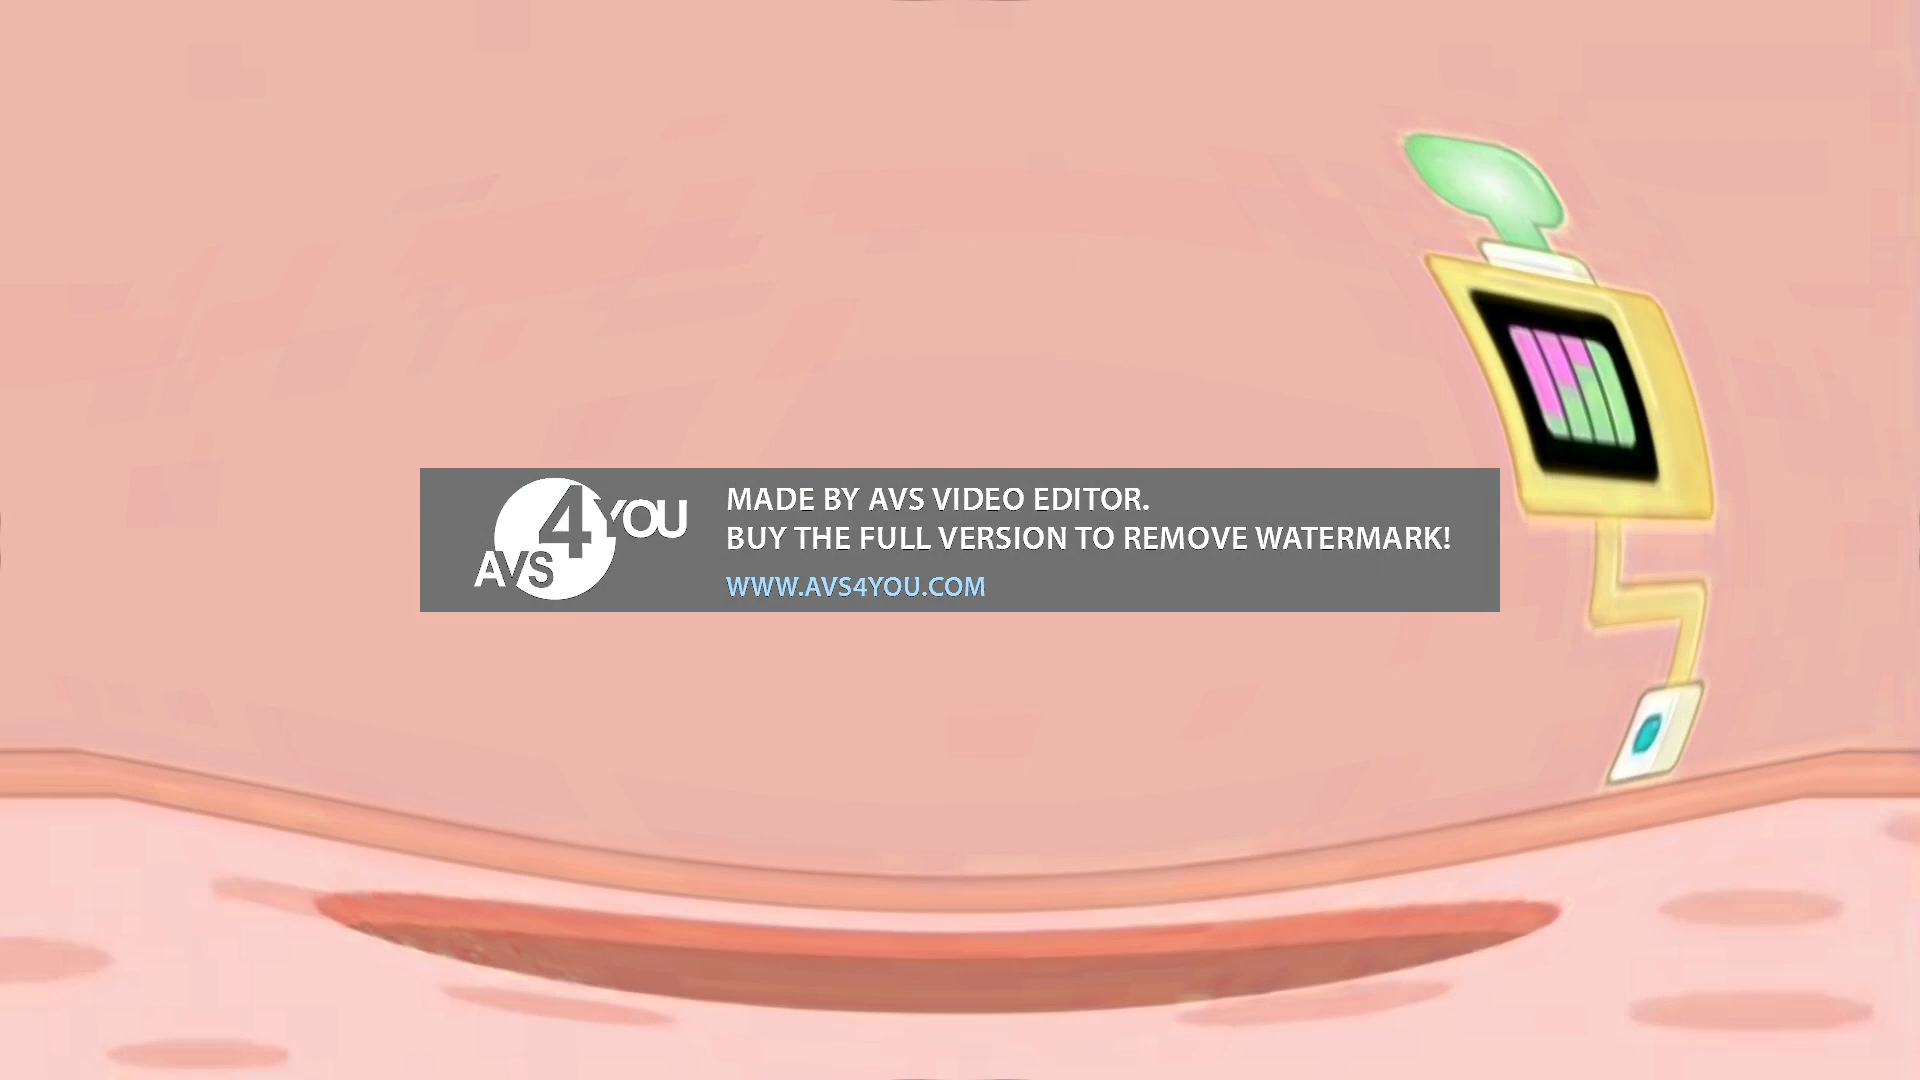 AVS4YOU
MADE BY AVS VIDEO EDITOR.
BUY THE FULL VERSION TO REMOVE WATERMARK!
WWW.AVS4YOU.COM